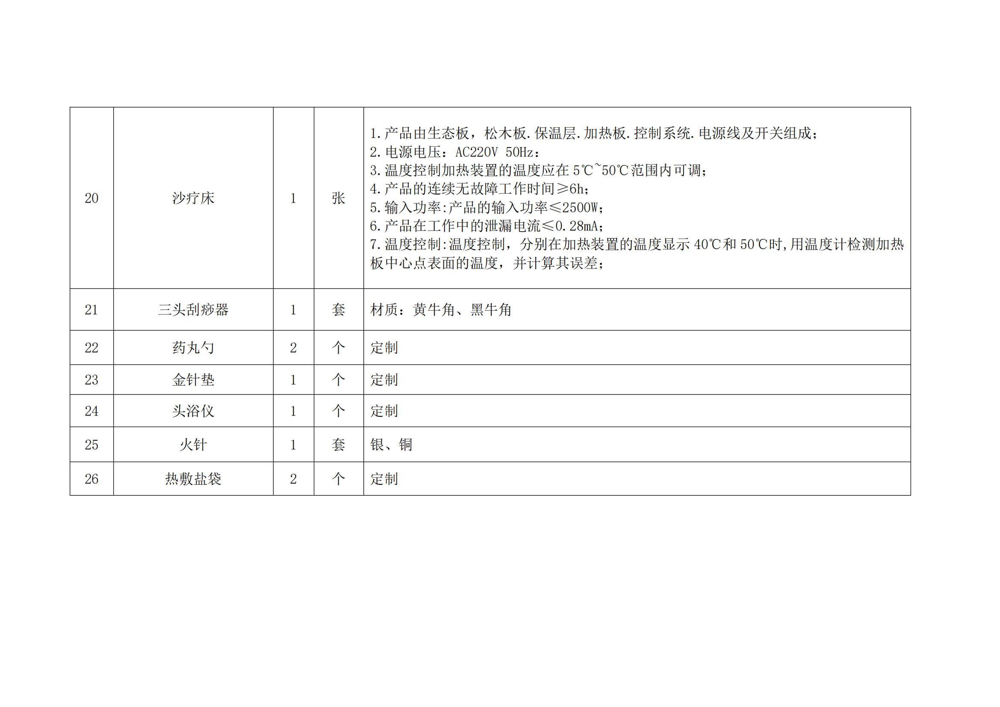 20 沙疗床 1 张
1.产品由生态板，松木板.保温层.加热板.控制系统.电源线及开关组成；
2.电源电压：AC220V 50Hz：
3.温度控制加热装置的温度应在 5℃~50℃范围内可调；
4.产品的连续无故障工作时间≥6h；
5.输入功率:产品的输入功率≤2500W；
6.产品在工作中的泄漏电流≤0.28mA；
7.温度控制:温度控制，分别在加热装置的温度显示 40℃和 50℃时,用温度计检测加热
板中心点表面的温度，并计算其误差；
21 三头刮痧器 1 套 材质：黄牛角、黑牛角
22 药丸勺 2 个 定制
23 金针垫 1 个 定制
24 头浴仪 1 个 定制
25 火针 1 套 银、铜
26 热敷盐袋 2 个 定制